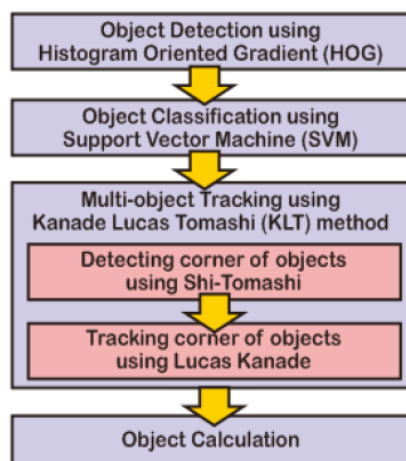 Object Detection using
Histogram Oriented Gradient (HOG)
Object Classification using
Support Vector Machine (SVM)
Multi-object Tracking using
Kanade Lucas Tomashi (KLT) method
Detecting corner of objects
using Shi-Tomashi
Tracking corner of objects
using Lucas Kanade
Object Calculation